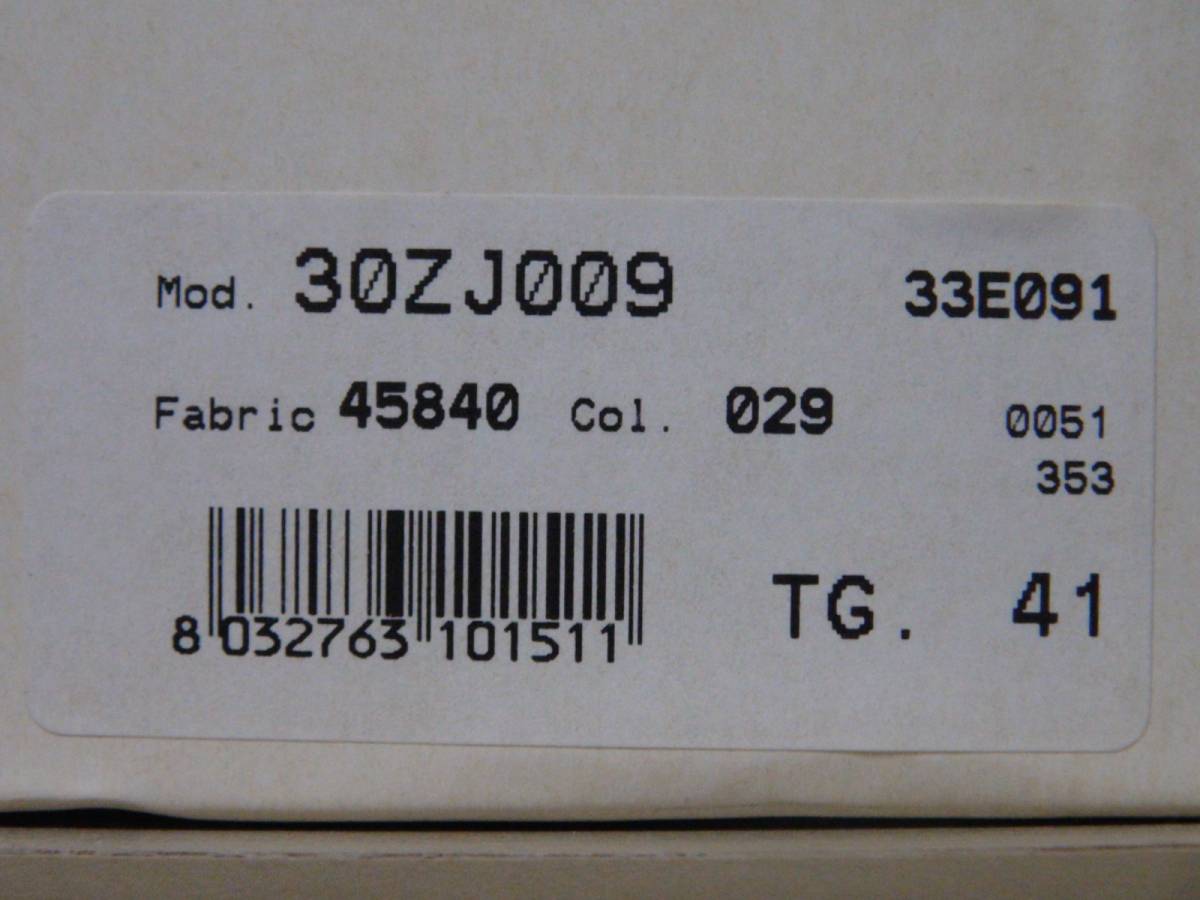 Mod. 30ZJ009 33E091
Fabric 45840 Col. 029 0051
353
TG. 41
8 032763 101511